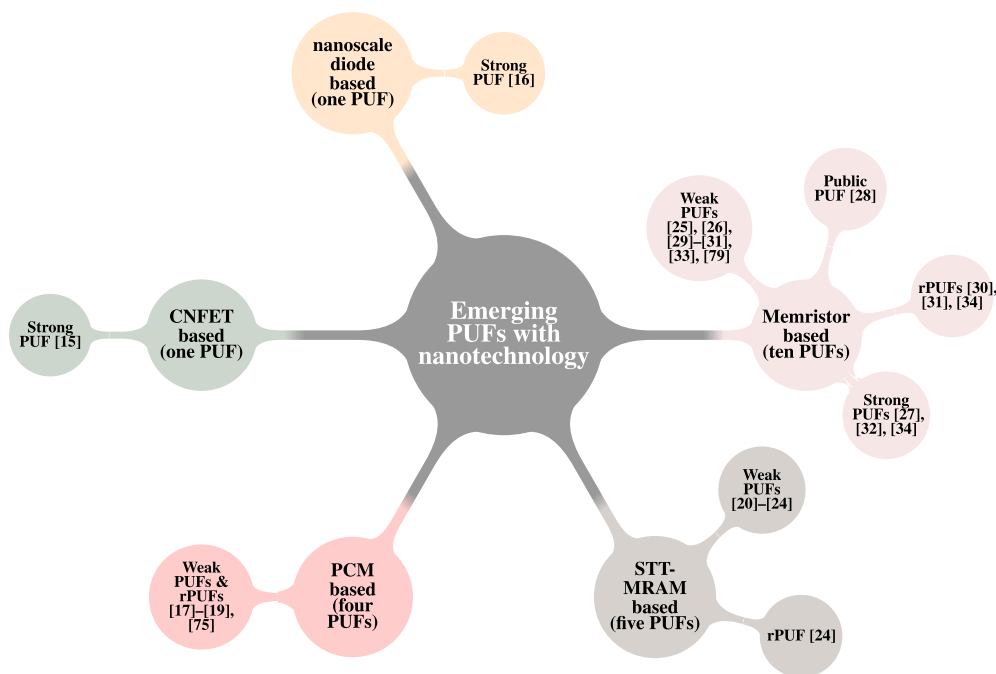 nanoscale
diode
based
(one PUF)
Strong
PUF [16]
Public
PUF [28]
Weak
PUFs
[25], [26],
[29]–[31],
[33], [79]
rPUFs [30],
[31], [34]
Memristor
based
(ten PUFs)
Strong
PUFs [27],
[32], [34]
Emerging
PUFs with
nanotechnology
CNFET
based
(one PUF)
Strong
PUF [15]
Weak
PUFs
[20]–[24]
STT-
MRAM
based
(five PUFs)
rPUF [24]
PCM
based
(four
PUFs)
Weak
PUFs &
rPUFs
[17]–[19],
[75]